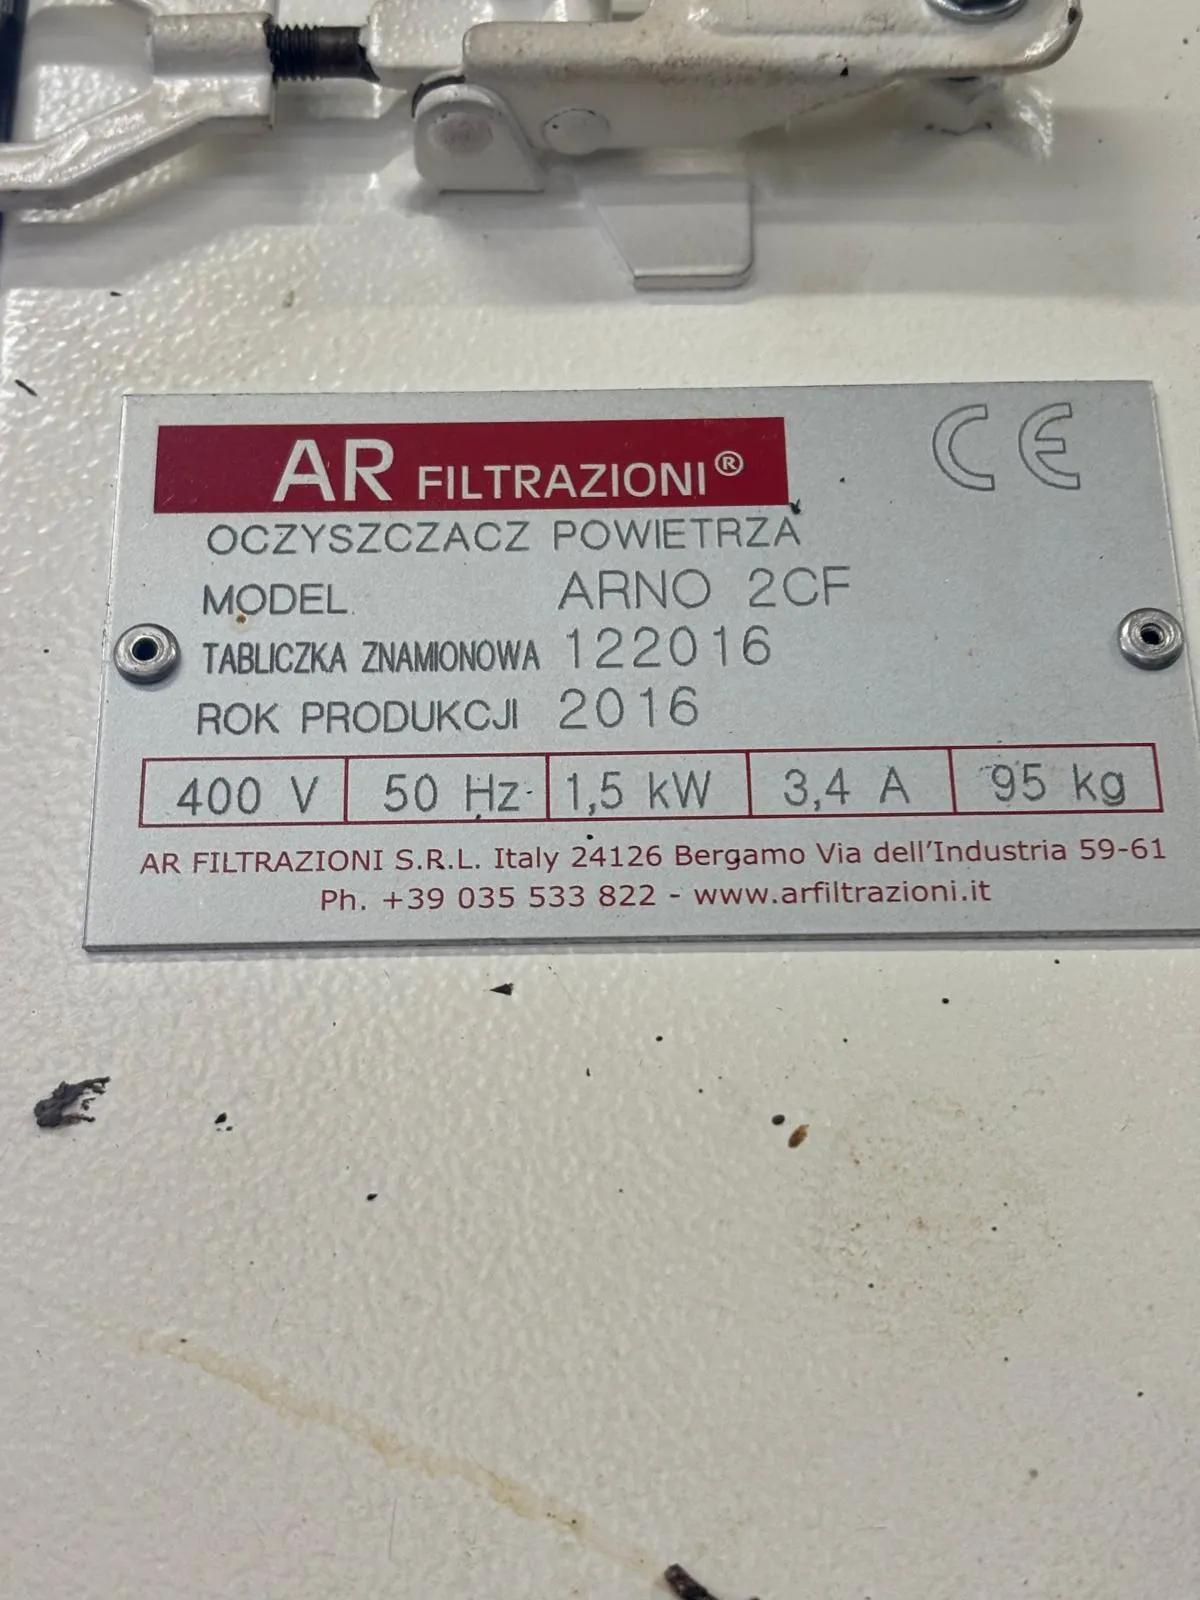 AR FILTRAZIONI®
CE
OCZYSZCZACZ POWIETRZA
MODEL ARNO 2CF
TABLICZKA ZNAMIONOWA 122016
ROK PRODUKCJI 2016
400 V 50 Hz 1,5 kW 3,4 A 95 kg
AR FILTRAZIONI S.R.L. Italy 24126 Bergamo Via dell'Industria 59-61
Ph. +39 035 533 822 - www.arfiltrazioni.it